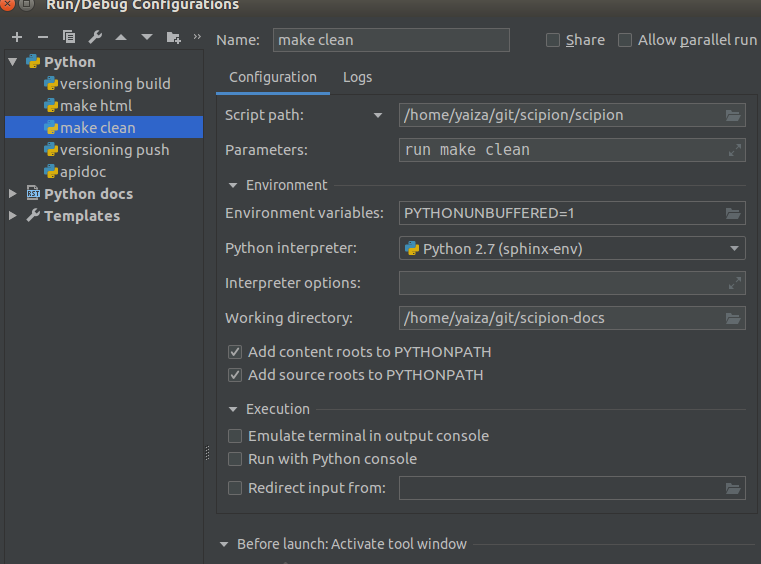 Run/Debug Configurations
Name: make clean Share Allow parallel run
Python
versioning build
make html
make clean
versioning push
apidoc
Python docs
Templates
Configuration Logs
Script path: /home/yaiza/git/scipion/scipion
Parameters: run make clean
Environment
Environment variables: PYTHONUNBUFFERED=1
Python interpreter: Python 2.7 (sphinx-env)
Interpreter options:
Working directory: /home/yaiza/git/scipion-docs
Add content roots to PYTHONPATH
Add source roots to PYTHONPATH
Execution
Emulate terminal in output console
Run with Python console
Redirect input from:
Before launch: Activate tool window